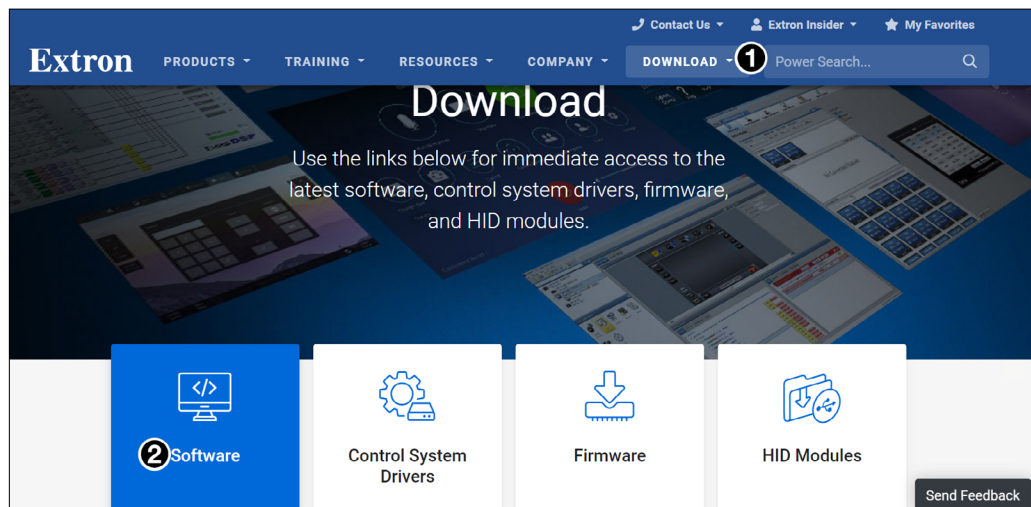 Contact Us
Extron Insider
My Favorites
Extron
PRODUCTS
TRAINING
RESOURCES
COMPANY
DOWNLOAD
1
Power Search...
Download
Use the links below for immediate access to the
latest software, control system drivers, firmware,
and HID modules.
</>
2
Software
Control System
Drivers
Firmware
HID Modules
Send Feedback